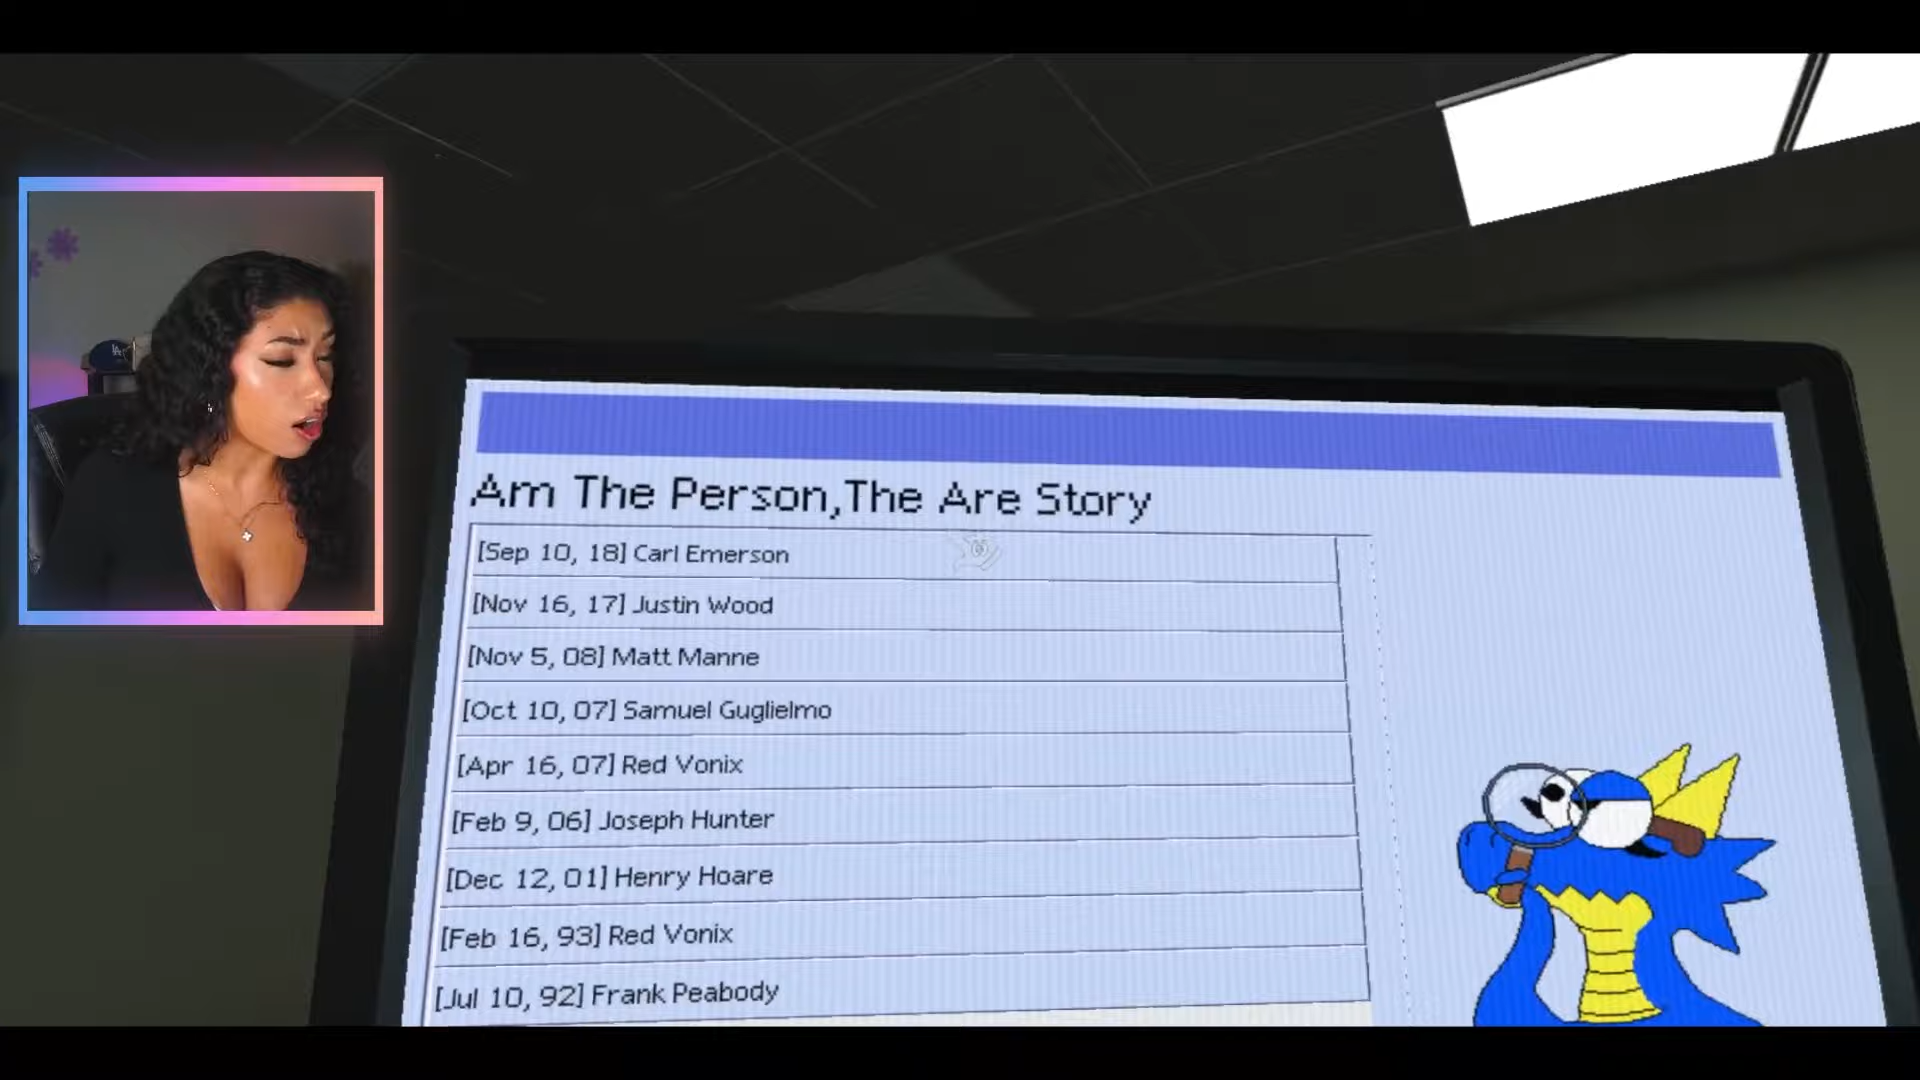 Am The Person,The Are Story
[Sep 10, 18] Carl Emerson
[Nov 16, 17] Justin Wood
[Nov 5, 08] Matt Manne
[Oct 10, 07] Samuel Guglielmo
[Apr 16, 07] Red Vonix
[Feb 9, 06] Joseph Hunter
[Dec 12, 01] Henry Hoare
[Feb 16, 93] Red Vonix
[Jul 10, 92] Frank Peabody
LA